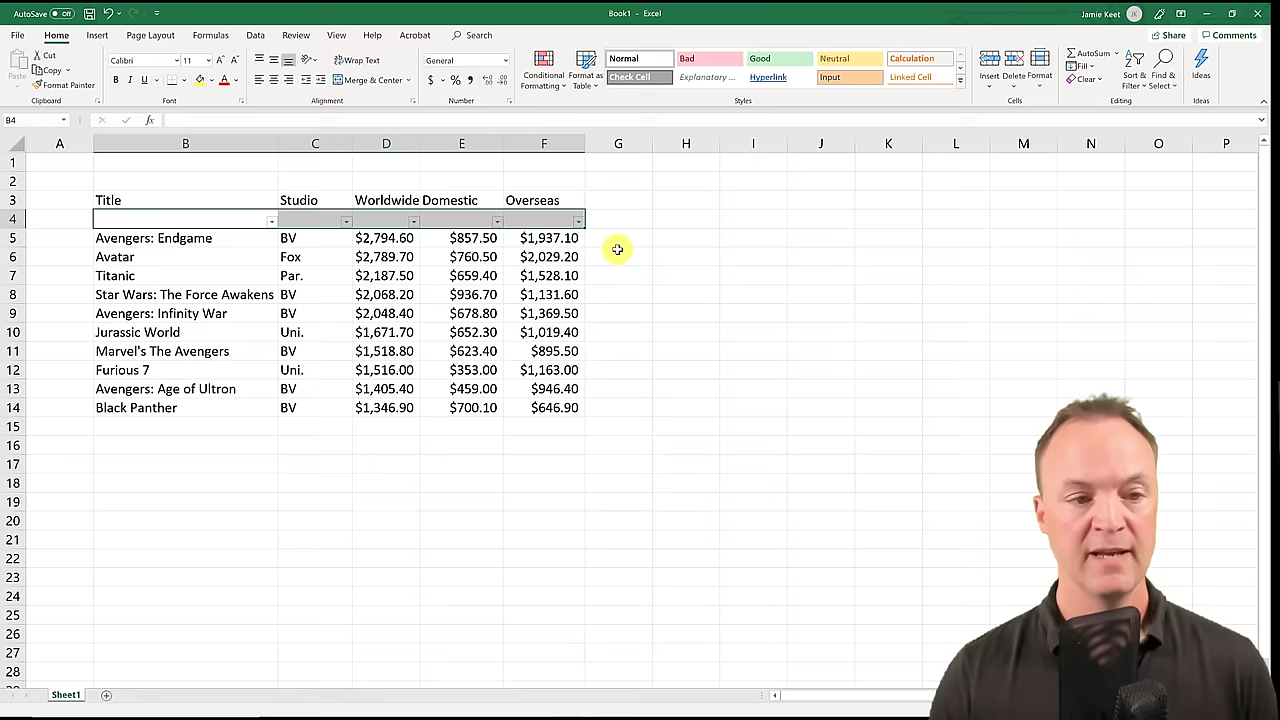 AutoSave Off
Book1 - Excel
Jamie Keet JK
File Home Insert Page Layout Formulas Data Review View Help Acrobat Search
Share Comments
Paste
Cut
Copy
Format Painter
Clipboard
Calibri 11
B I U
Font
Wrap Text
Merge & Center
Alignment
General
$ % ,
Number
Conditional Formatting
Format as Table
Normal Bad Good Neutral Calculation
Check Cell Explanatory ... Hyperlink Input Linked Cell
Styles
Insert Delete Format
Cells
AutoSum
Fill
Clear
Sort & Filter
Find & Select
Editing
Ideas
Ideas
B4 fx
A B C D E F G H I J K L M N O P
1
2
3 Title Studio Worldwide Domestic Overseas
4
5 Avengers: Endgame BV $2,794.60 $857.50 $1,937.10
6 Avatar Fox $2,789.70 $760.50 $2,029.20
7 Titanic Par. $2,187.50 $659.40 $1,528.10
8 Star Wars: The Force Awakens BV $2,068.20 $936.70 $1,131.60
9 Avengers: Infinity War BV $2,048.40 $678.80 $1,369.50
10 Jurassic World Uni. $1,671.70 $652.30 $1,019.40
11 Marvel's The Avengers BV $1,518.80 $623.40 $895.50
12 Furious 7 Uni. $1,516.00 $353.00 $1,163.00
13 Avengers: Age of Ultron BV $1,405.40 $459.00 $946.40
14 Black Panther BV $1,346.90 $700.10 $646.90
15
16
17
18
19
20
21
22
23
24
25
26
27
28
Sheet1